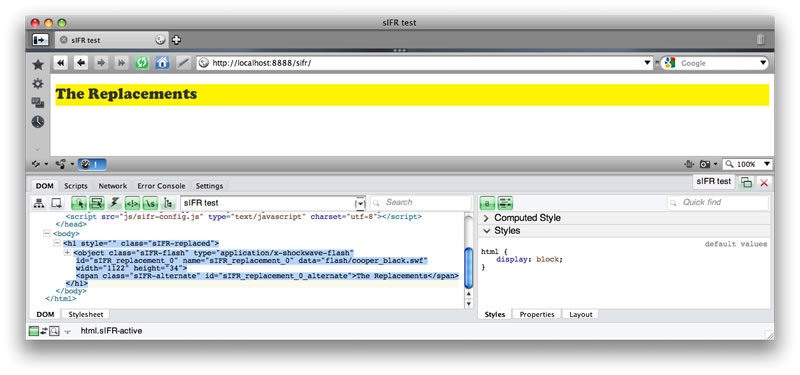 sIFR test
sIFR test
http://localhost:8888/sifr/
Google
The Replacements
100%
DOM Scripts Network Error Console Settings
sIFR test
sIFR test
Search
Quick find
<script src="js/sifr-config.js" type="text/javascript" charset="utf-8"></script>
</head>
<body>
<h1 style="" class="sIFR-replaced">
<object class="sIFR-flash" type="application/x-shockwave-flash"
id="sIFR_replacement_0" name="sIFR_replacement_0" data="flash/cooper_black.swf"
width="1122" height="34">
<span class="sIFR-alternate" id="sIFR_replacement_0_alternate">The Replacements</span>
</h1>
</body>
</html>
Computed Style
Styles
default values
html {
display: block;
}
DOM Stylesheet
Styles Properties Layout
html.sIFR-active